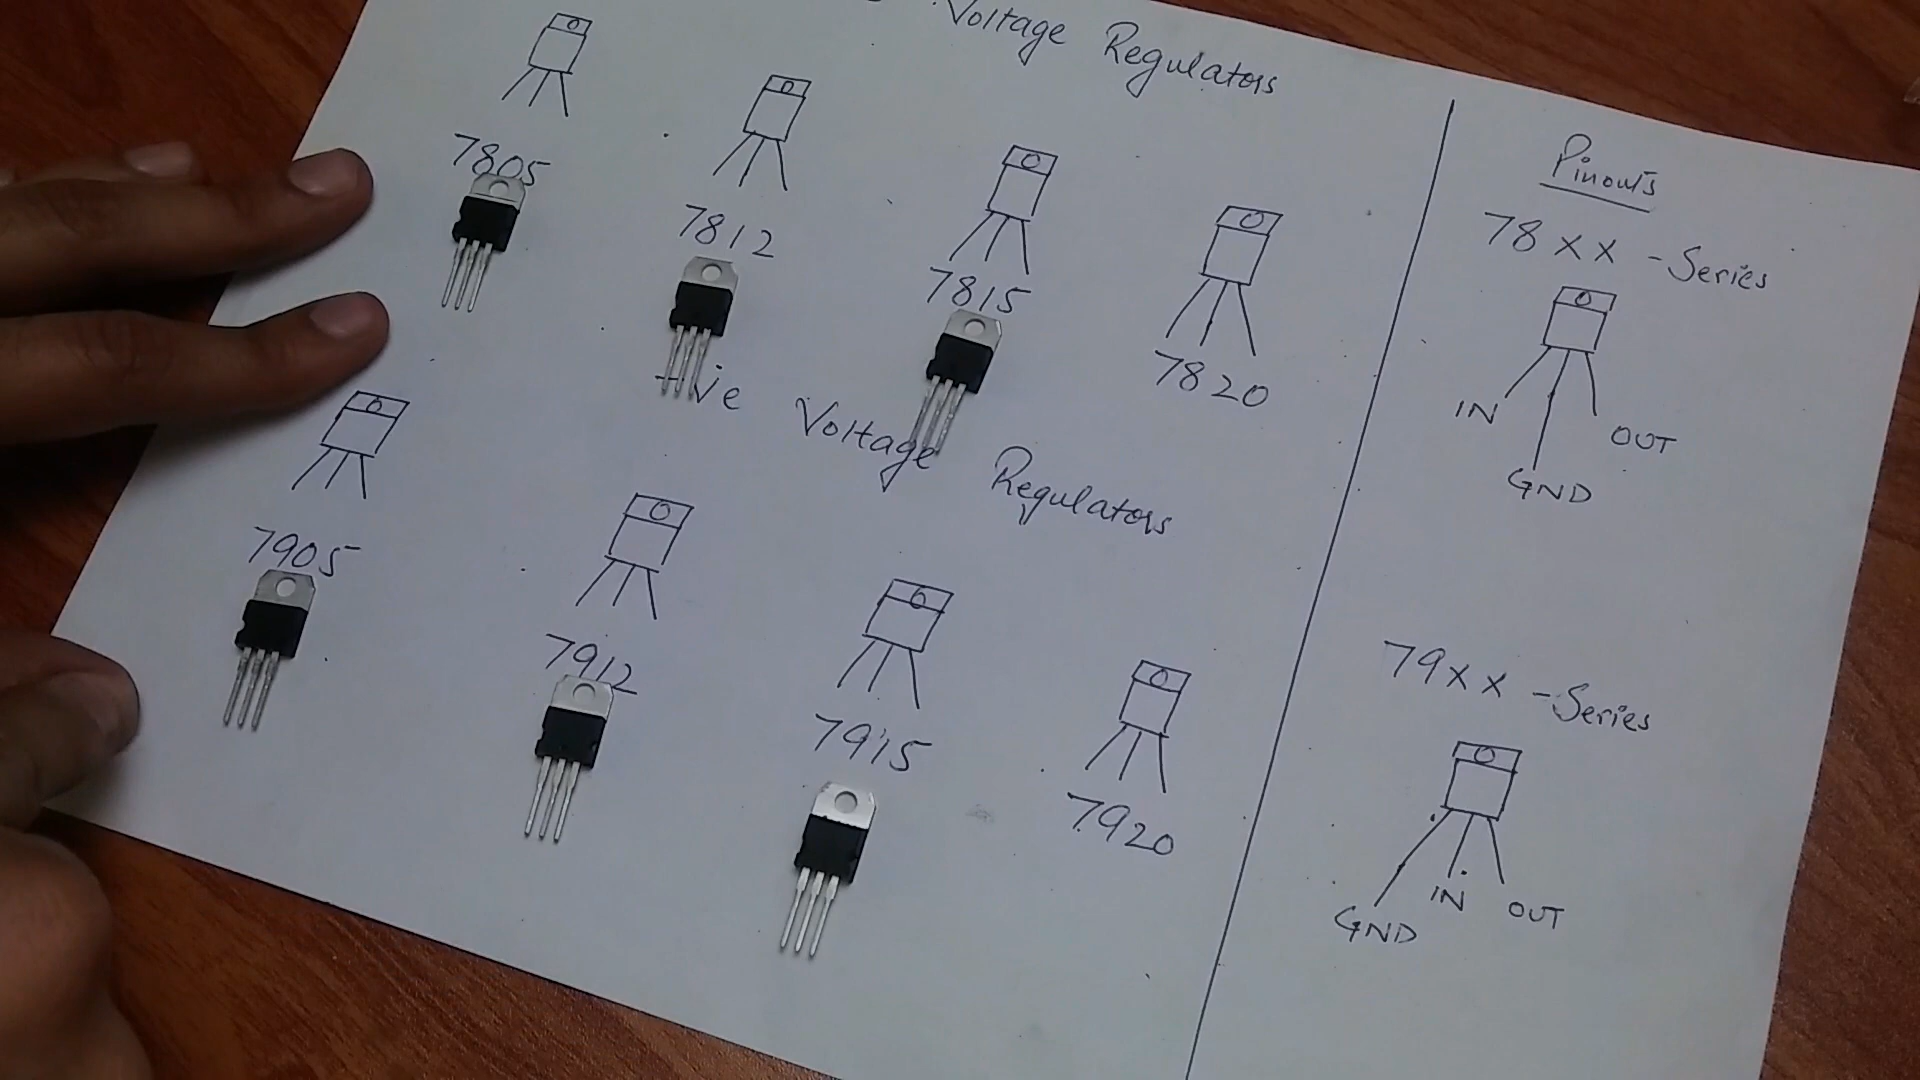 Voltage Regulators
7805
7812
7815
7820
ve Voltage Regulators
7905
7912
7915
7920
Pinouts
78XX - Series
IN
GND
OUT
79XX - Series
GND
IN
OUT